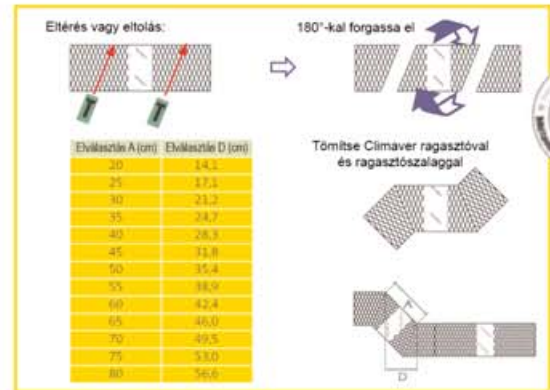 Eltérés vagy eltolás:
180°-kal forgassa el
Elválasztás A (cm) Elválasztás D (cm)
20 14,1
25 17,1
30 21,2
35 24,7
40 28,3
45 31,8
50 35,4
55 38,9
60 42,4
65 46,0
70 49,5
75 53,0
80 56,6
Tömítse Climaver ragasztóval
és ragasztószalaggal
A
D